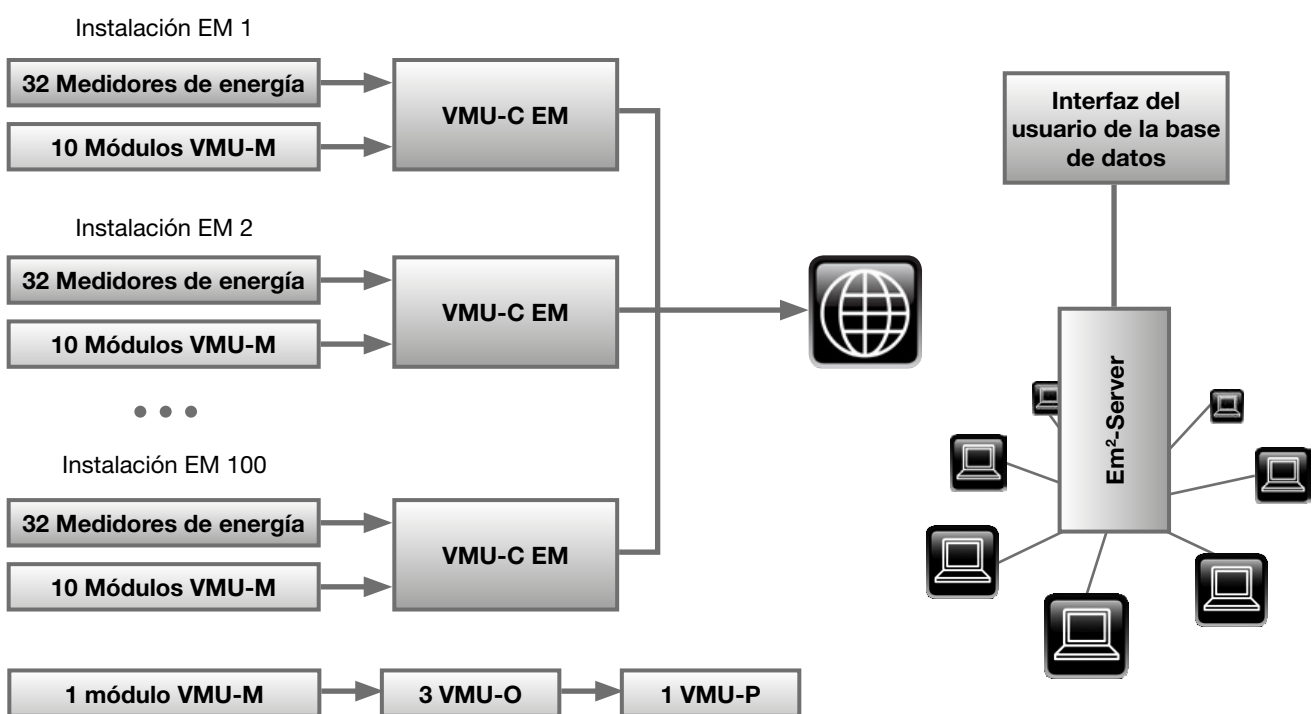 Instalación EM 1
32 Medidores de energía
10 Módulos VMU-M
VMU-C EM
Instalación EM 2
32 Medidores de energía
10 Módulos VMU-M
VMU-C EM
Instalación EM 100
32 Medidores de energía
10 Módulos VMU-M
VMU-C EM
1 módulo VMU-M
3 VMU-O
1 VMU-P
Interfaz del
usuario de la base
de datos
Em²-Server